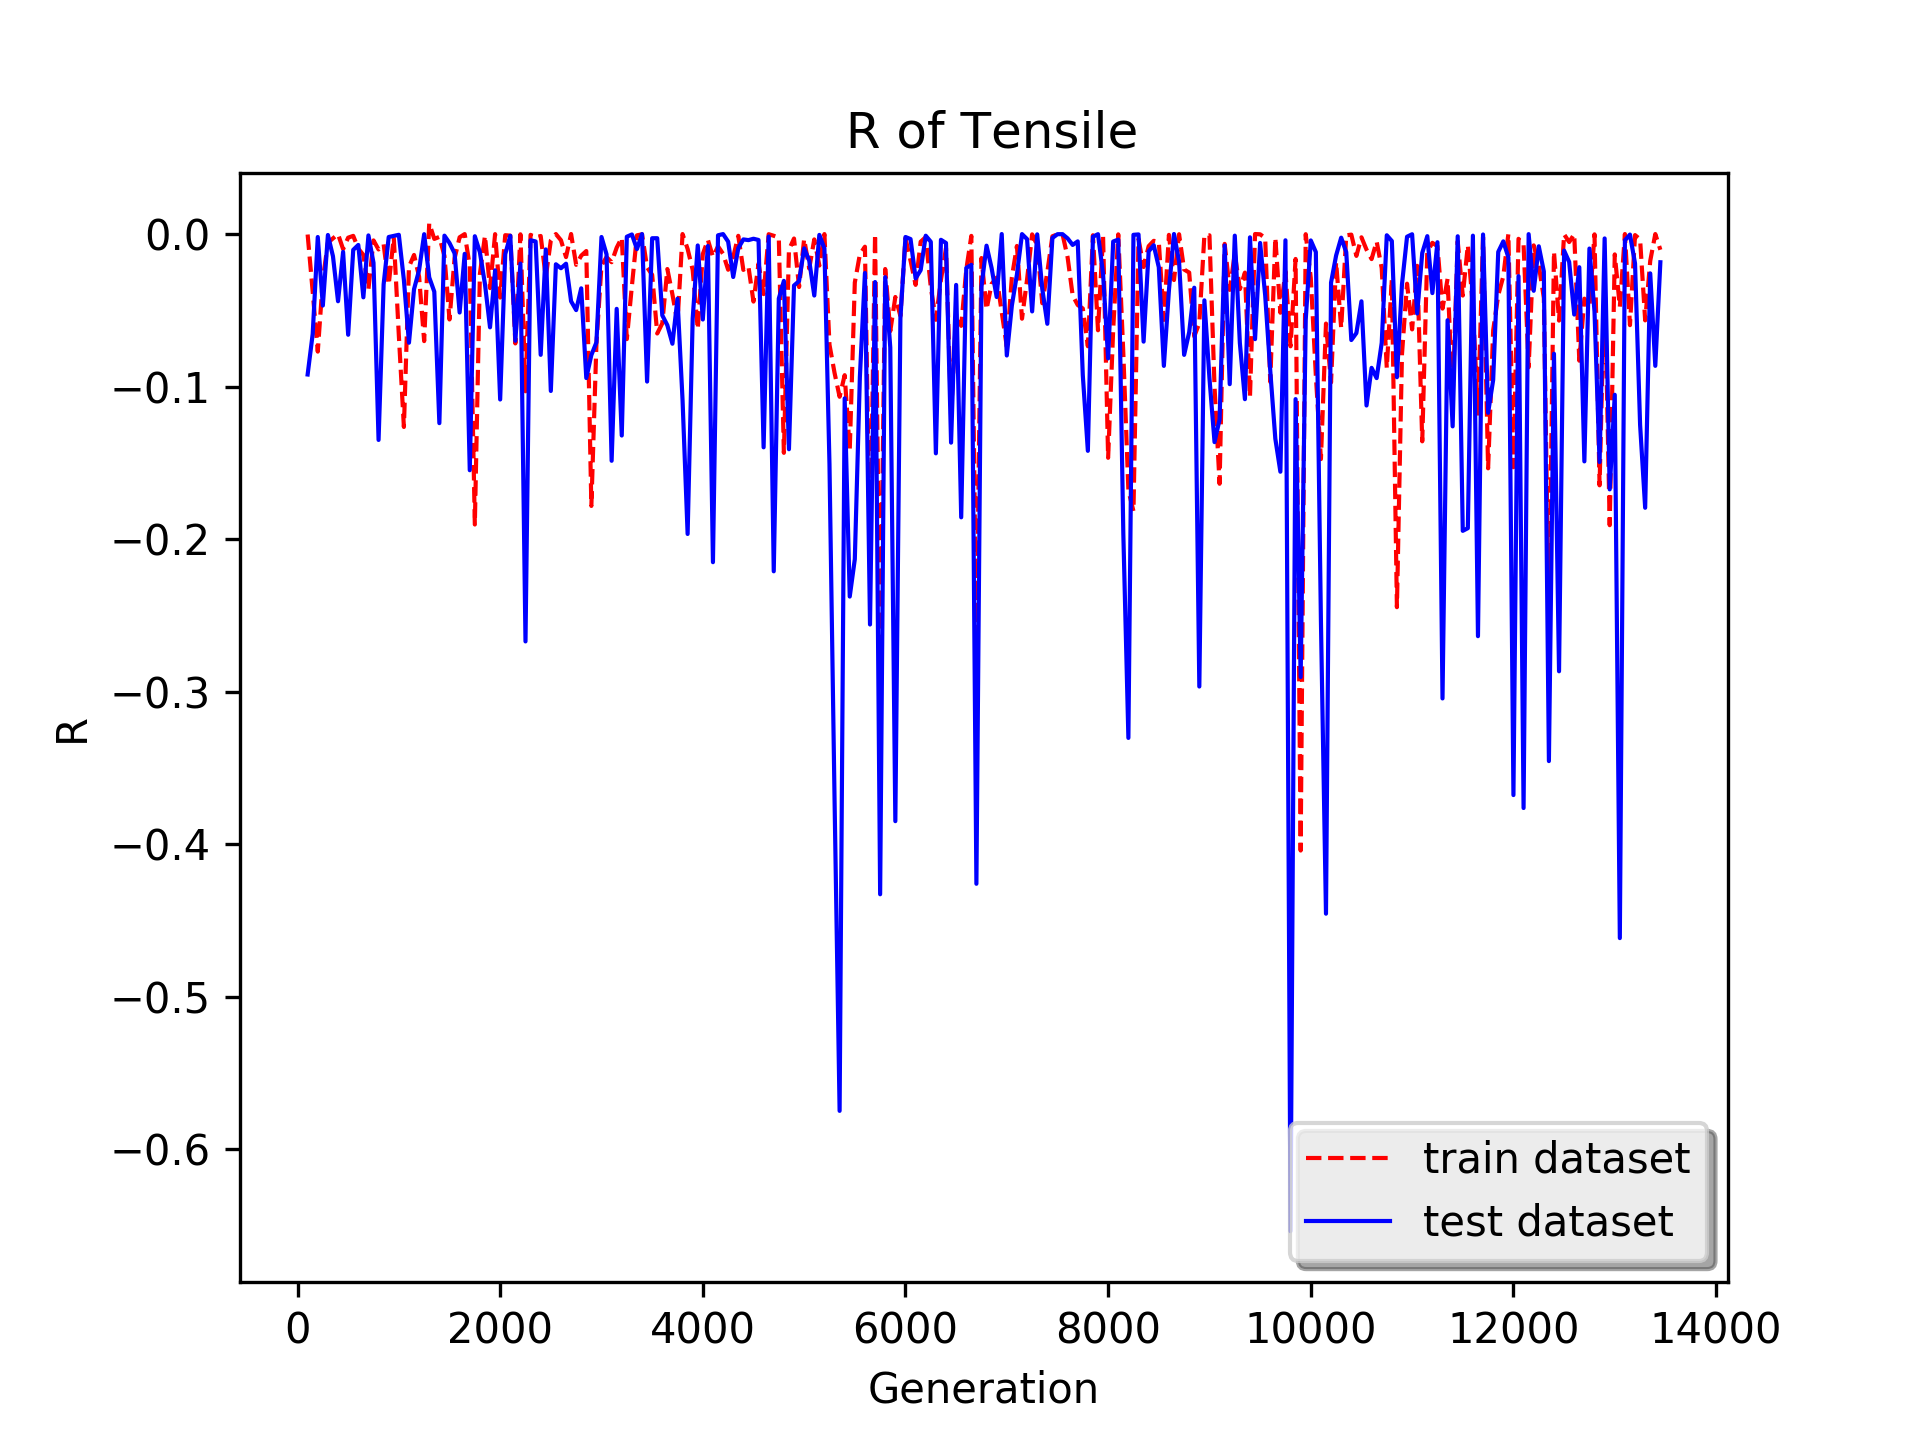 R of Tensile
0.0
−0.1
−0.2
−0.3
−0.4
−0.5
−0.6
R
train dataset
test dataset
0 2000 4000 6000 8000 10000 12000 14000
Generation